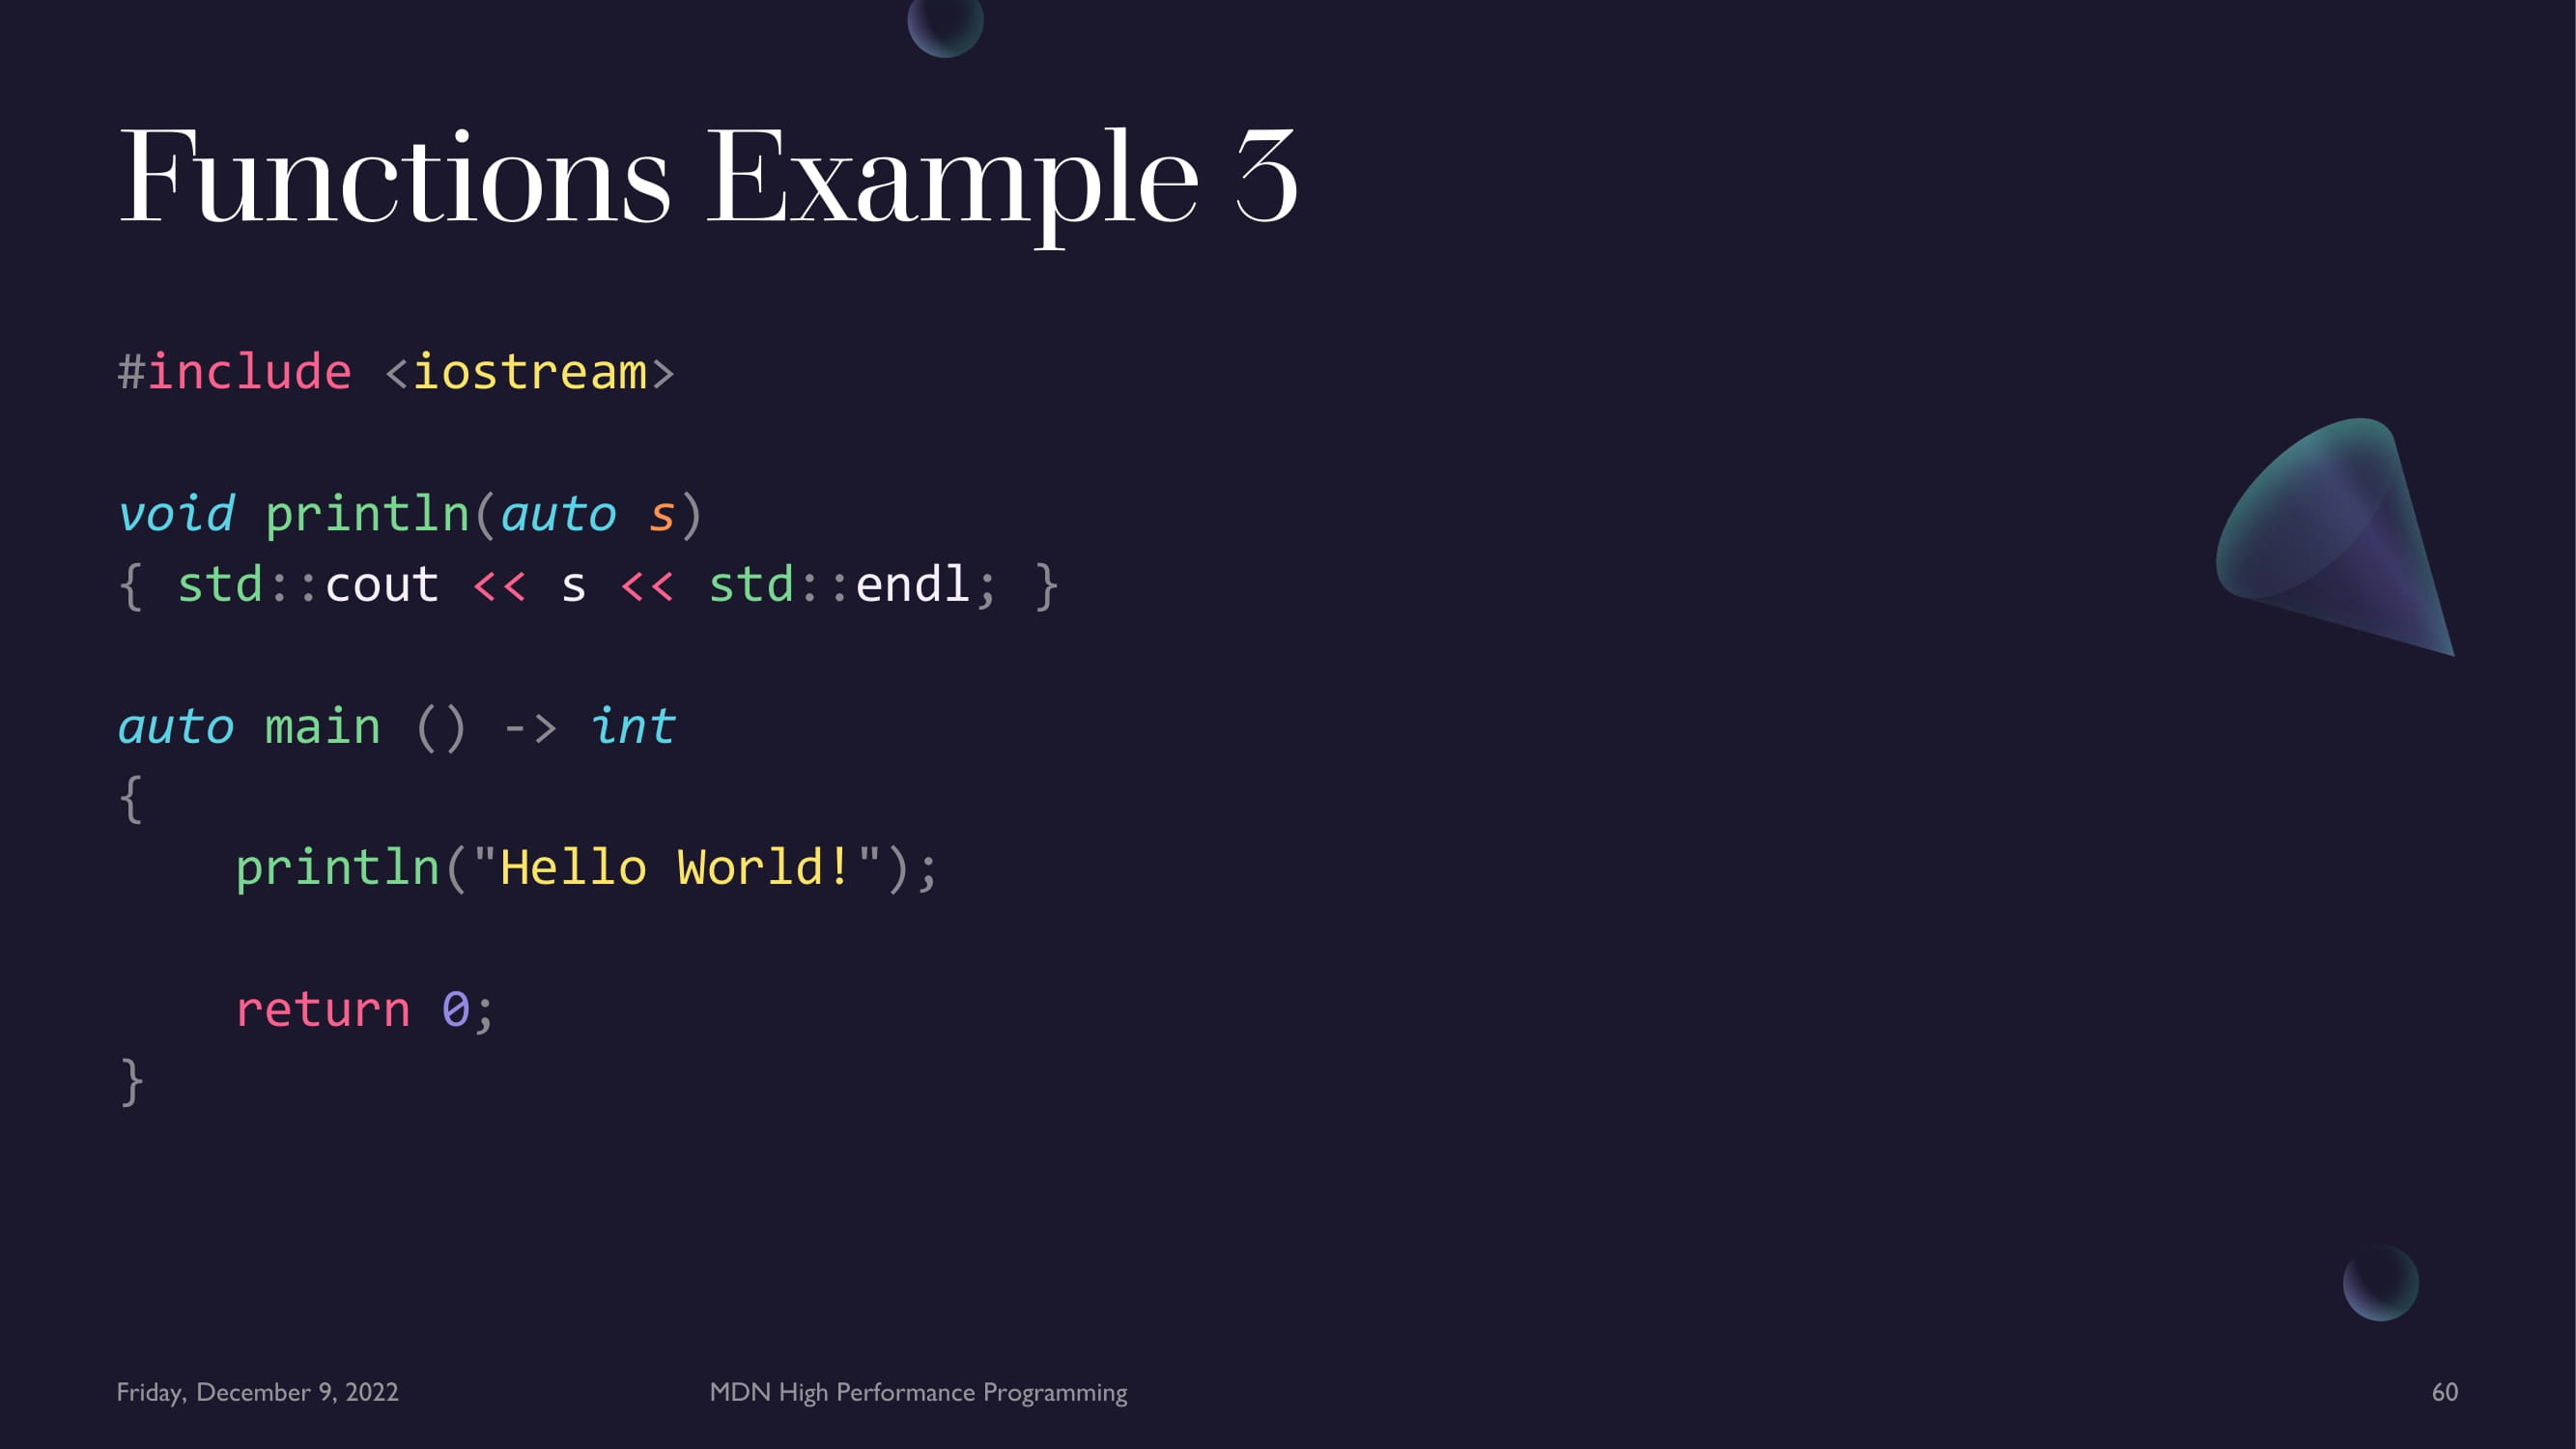 Functions Example 3
#include <iostream>
void println(auto s)
{ std::cout << s << std::endl; }
auto main () -> int
{
    println("Hello World!");
    return 0;
}
Friday, December 9, 2022
MDN High Performance Programming
60